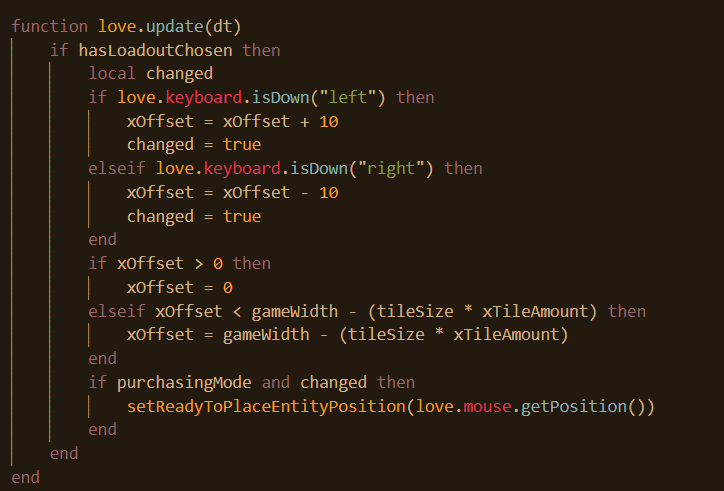 function love.update(dt)
    if hasLoadoutChosen then
        local changed
        if love.keyboard.isDown("left") then
            xOffset = xOffset + 10
            changed = true
        elseif love.keyboard.isDown("right") then
            xOffset = xOffset - 10
            changed = true
        end
        if xOffset > 0 then
            xOffset = 0
        elseif xOffset < gameWidth - (tileSize * xTileAmount) then
            xOffset = gameWidth - (tileSize * xTileAmount)
        end
        if purchasingMode and changed then
            setReadyToPlaceEntityPosition(love.mouse.getPosition())
        end
    end
end